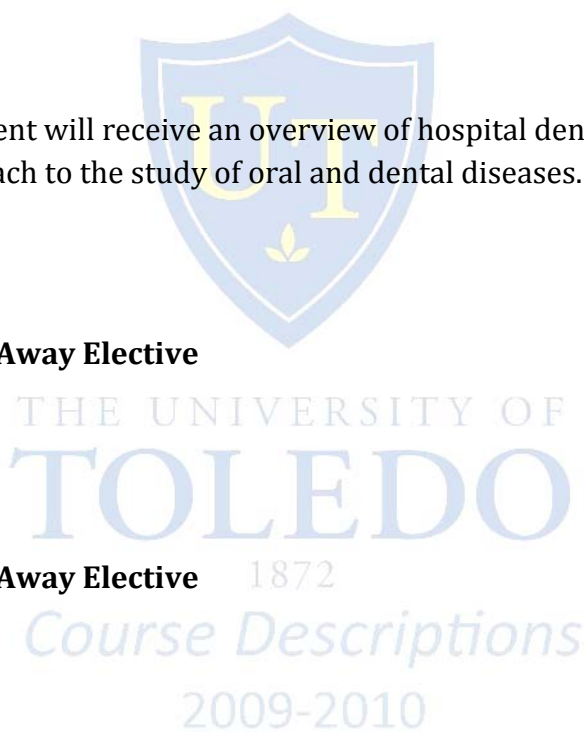 UT
ent will receive an overview of hospital den
ach to the study of oral and dental diseases.
Away Elective
THE UNIVERSITY OF
TOLEDO
Away Elective
1872
Course Descriptions
2009-2010